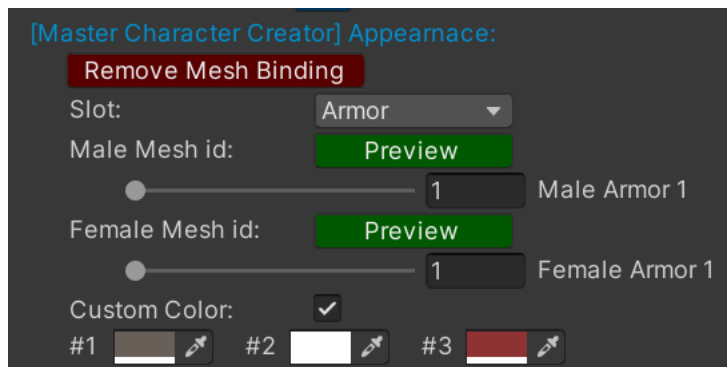 [Master Character Creator] Appearnace:
Remove Mesh Binding
Slot: Armor
Male Mesh id: Preview
1 Male Armor 1
Female Mesh id: Preview
1 Female Armor 1
Custom Color:
#1 #2 #3